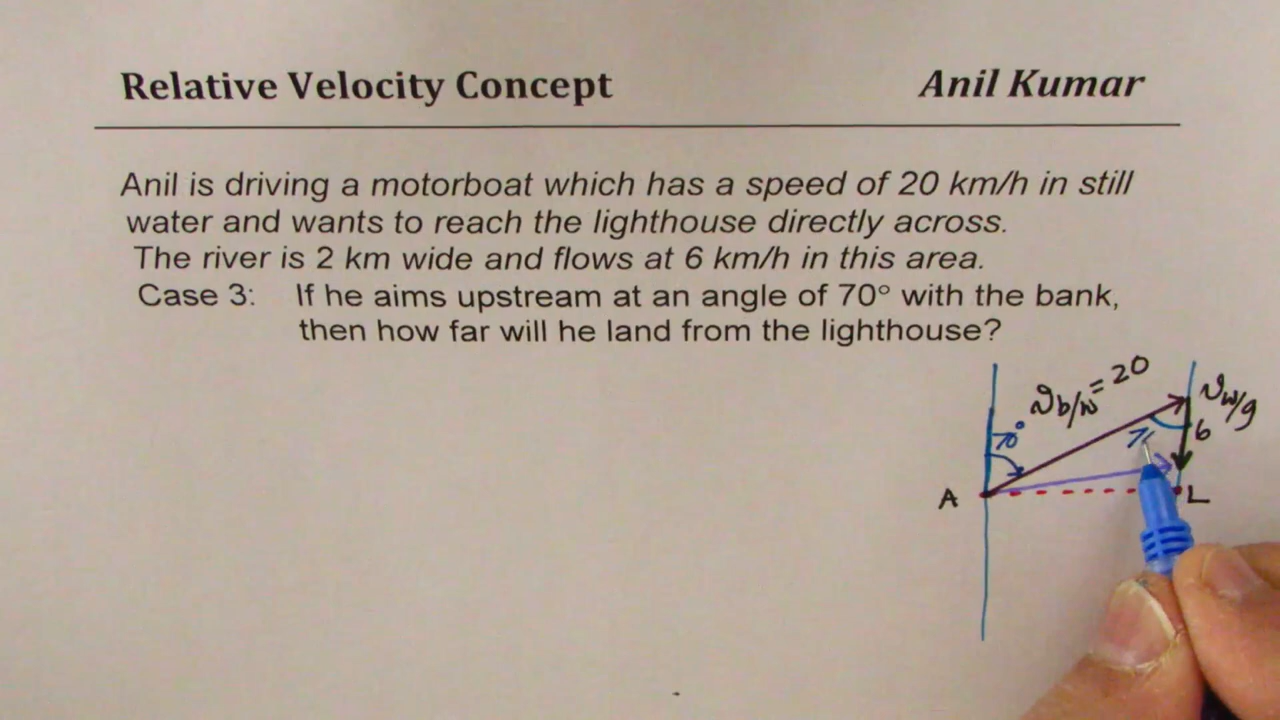 Relative Velocity Concept Anil Kumar
Anil is driving a motorboat which has a speed of 20 km/h in still
water and wants to reach the lighthouse directly across.
The river is 2 km wide and flows at 6 km/h in this area.
Case 3: If he aims upstream at an angle of 70° with the bank,
then how far will he land from the lighthouse?
𝜗b/w = 20
𝜗w/g
70°
6
A
L